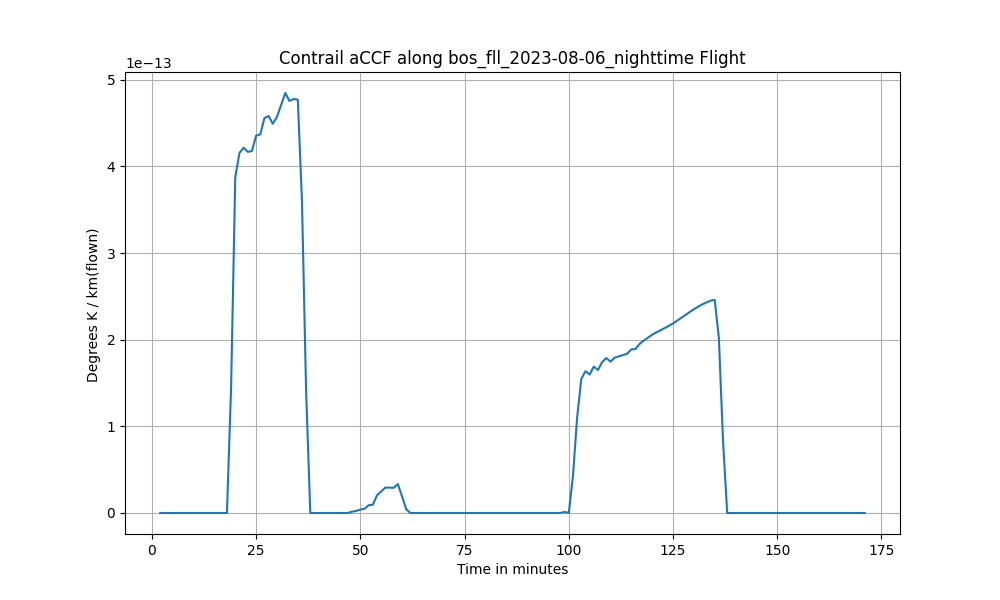 Contrail aCCF along bos_fll_2023-08-06_nighttime Flight
1e−13
5
4
3
2
1
0
Degrees K / km(flown)
0 25 50 75 100 125 150 175
Time in minutes